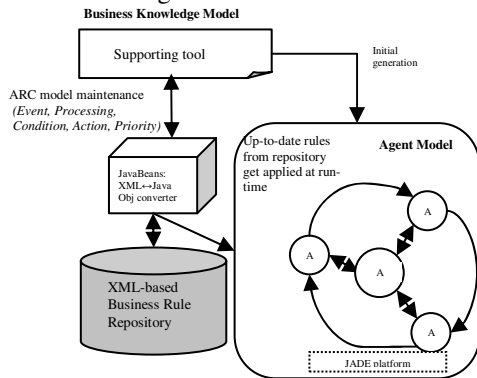 Business Knowledge Model
Supporting tool
Initial
generation
ARC model maintenance
(Event, Processing,
Condition, Action, Priority)
JavaBeans:
XML↔Java
Obj converter
Up-to-date rules
from repository
get applied at run-
time
Agent Model
A
A
A
A
XML-based
Business Rule
Repository
JADE platform